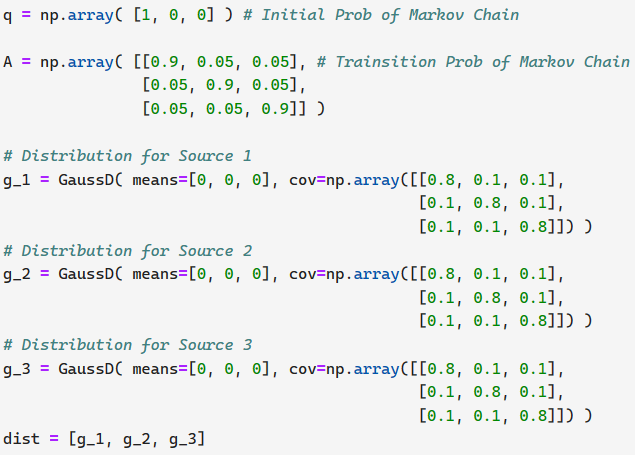 q = np.array( [1, 0, 0] ) # Initial Prob of Markov Chain
A = np.array( [[0.9, 0.05, 0.05], # Trainsition Prob of Markov Chain
[0.05, 0.9, 0.05],
[0.05, 0.05, 0.9]] )
# Distribution for Source 1
g_1 = GaussD( means=[0, 0, 0], cov=np.array([[0.8, 0.1, 0.1],
[0.1, 0.8, 0.1],
[0.1, 0.1, 0.8]]) )
# Distribution for Source 2
g_2 = GaussD( means=[0, 0, 0], cov=np.array([[0.8, 0.1, 0.1],
[0.1, 0.8, 0.1],
[0.1, 0.1, 0.8]]) )
# Distribution for Source 3
g_3 = GaussD( means=[0, 0, 0], cov=np.array([[0.8, 0.1, 0.1],
[0.1, 0.8, 0.1],
[0.1, 0.1, 0.8]]) )
dist = [g_1, g_2, g_3]